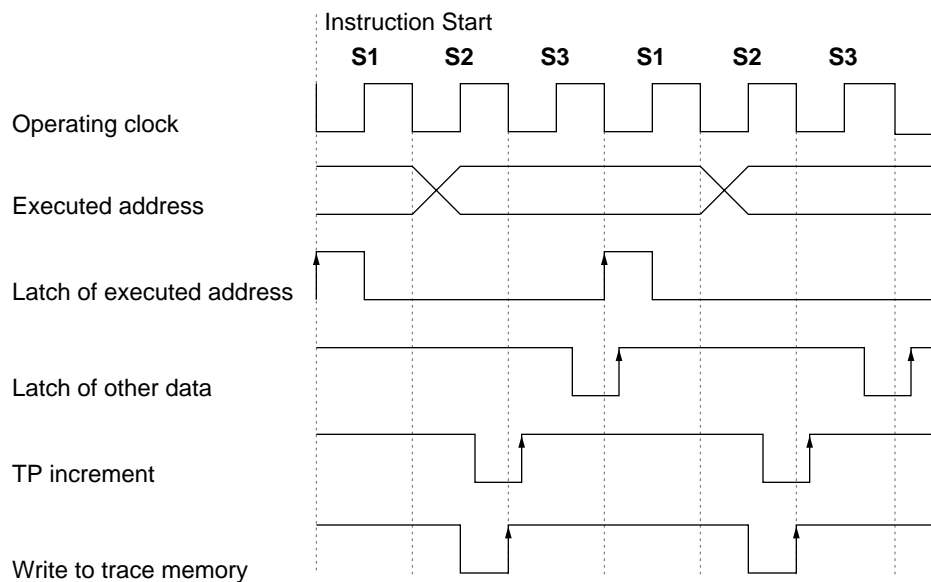 Instruction Start
S1 S2 S3 S1 S2 S3
Operating clock
Executed address
Latch of executed address
Latch of other data
TP increment
Write to trace memory